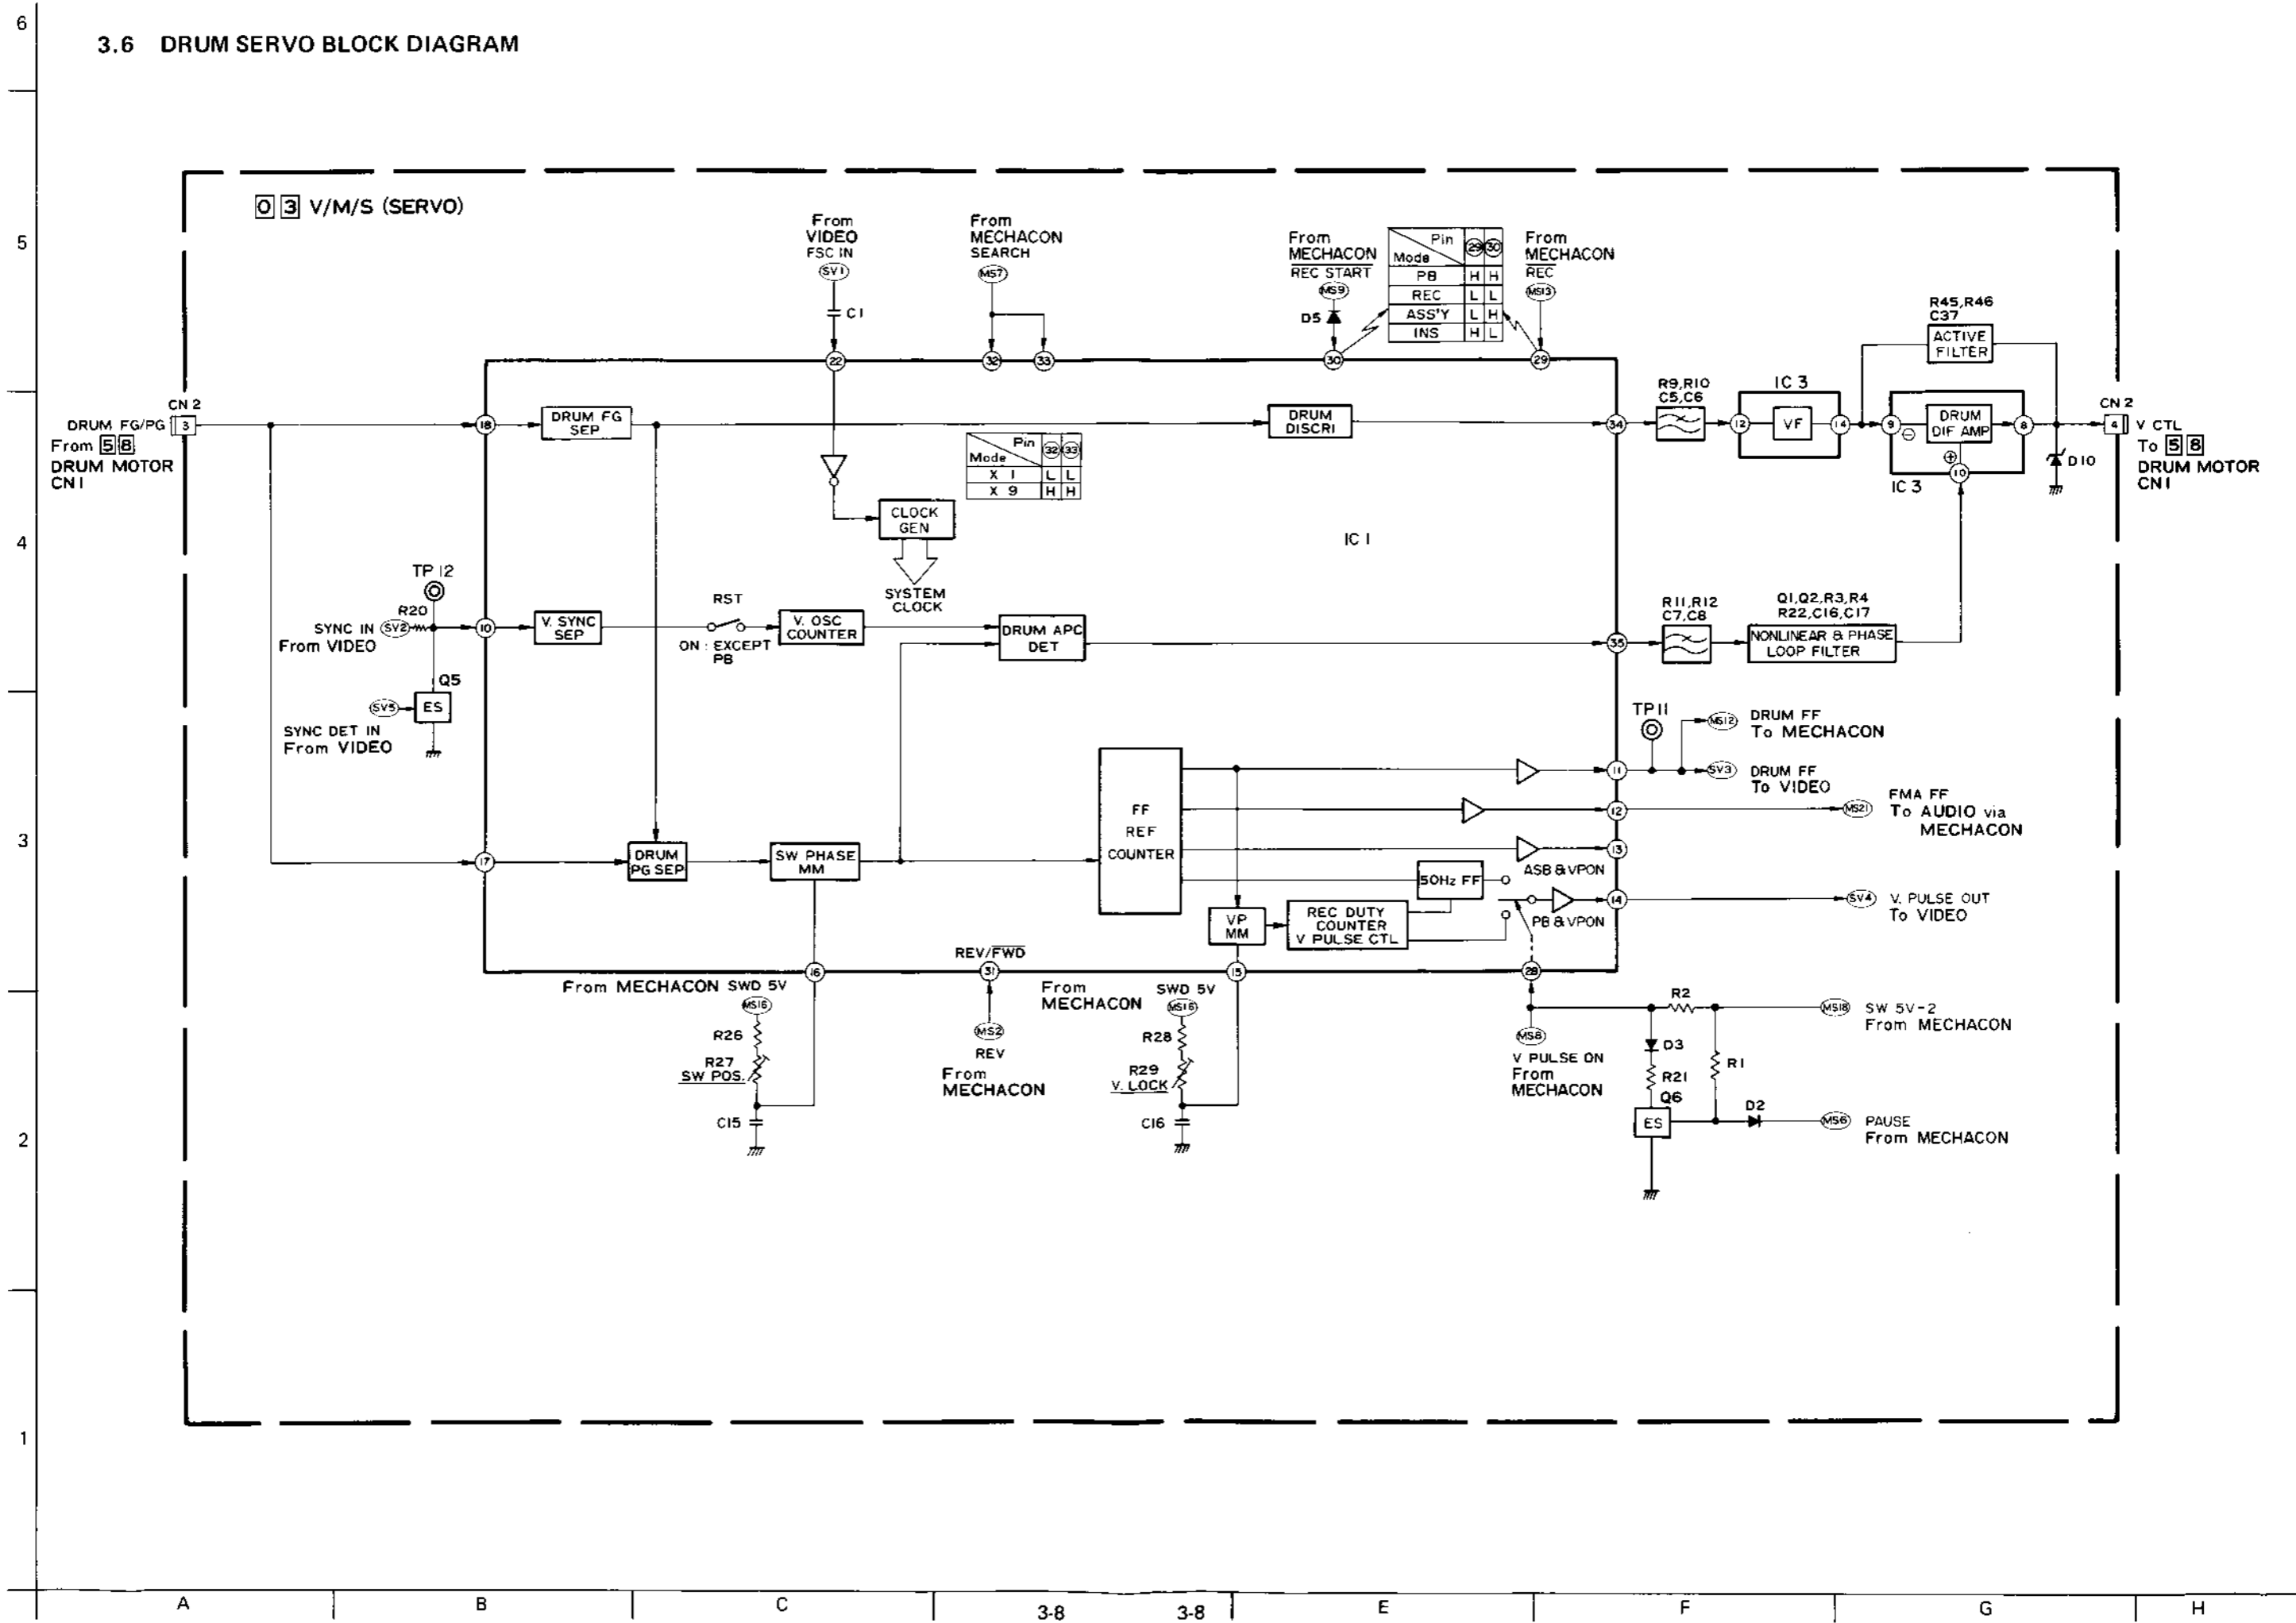 3.6 DRUM SERVO BLOCK DIAGRAM
6
5
4
3
2
1
0 3 V/M/S (SERVO)
From
VIDEO
FSC IN
SV1
C1
22
From
MECHACON
SEARCH
MS7
32
33
From
MECHACON
REC START
MS9
D5
30
Pin
Mode
29 30
PB H H
REC L L
ASS'Y L H
INS H L
From
MECHACON
REC
MS13
29
R45,R46
C37
ACTIVE
FILTER
CN 2
3
DRUM FG/PG
From 5 8
DRUM MOTOR
CN1
18
DRUM FG
SEP
Pin
Mode
32 33
X 1 L L
X 9 H H
DRUM
DISCRI
34
R9,R10
C5,C6
IC 3
12
VF
14
9
DRUM
DIF AMP
8
⊖
⊕
10
IC 3
D10
CN 2
4
V CTL
To 5 8
DRUM MOTOR
CN1
CLOCK
GEN
SYSTEM
CLOCK
IC 1
TP 12
R20
SYNC IN
From VIDEO
SV2
10
V. SYNC
SEP
RST
ON : EXCEPT
PB
V. OSC
COUNTER
DRUM APC
DET
35
R11,R12
C7,C8
Q1,Q2,R3,R4
R22,C16,C17
NONLINEAR & PHASE
LOOP FILTER
Q5
SV5
ES
SYNC DET IN
From VIDEO
TP11
MS12
DRUM FF
To MECHACON
11
SV3
DRUM FF
To VIDEO
FF
REF
COUNTER
12
MS21
FMA FF
To AUDIO via
MECHACON
13
17
DRUM
PG SEP
SW PHASE
MM
50Hz FF
ASB & VPON
14
SV4
V. PULSE OUT
To VIDEO
VP
MM
REC DUTY
COUNTER
V PULSE CTL
PB & VPON
16
REV/FWD
31
15
28
From MECHACON SWD 5V
MS16
R26
R27
SW POS.
C15
MS2
REV
From
MECHACON
From
MECHACON
SWD 5V
MS16
R28
R29
V. LOCK
C16
MS8
V PULSE ON
From
MECHACON
R2
MS18
SW 5V-2
From MECHACON
D3
R21
R1
Q6
ES
D2
MS6
PAUSE
From MECHACON
A B C 3-8 3-8 E F G H